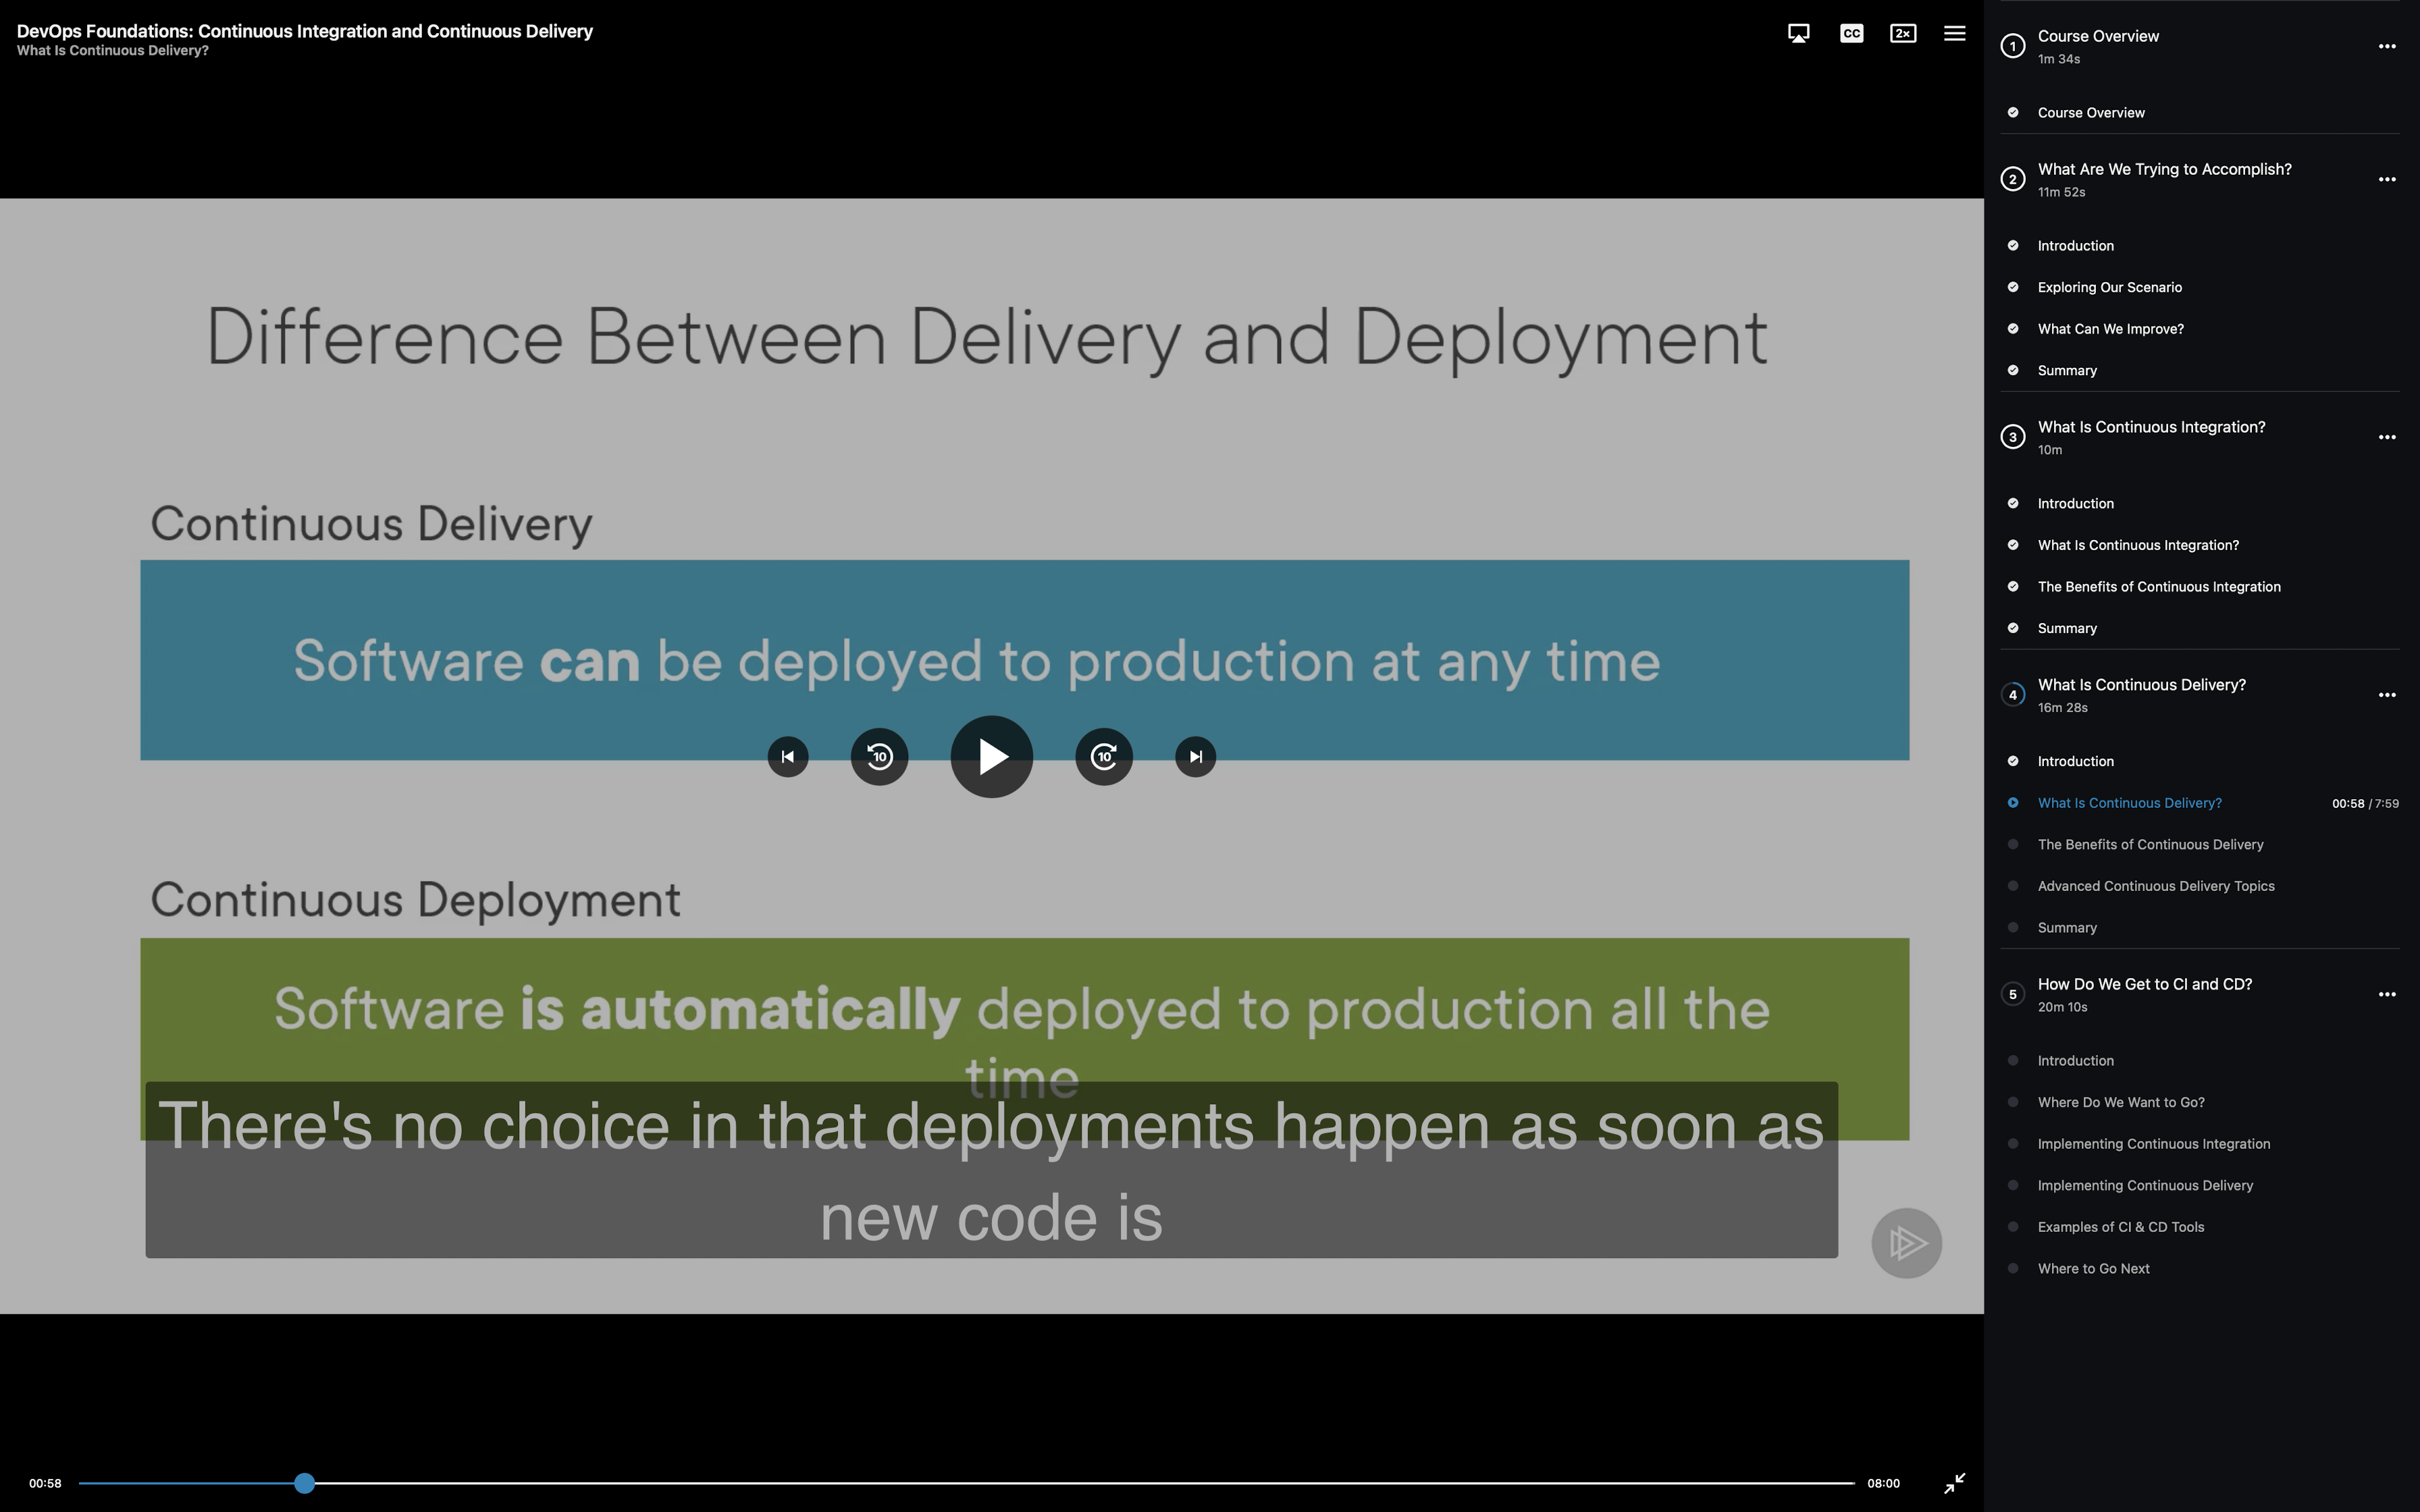 DevOps Foundations: Continuous Integration and Continuous Delivery
What Is Continuous Delivery?
CC
2×
Difference Between Delivery and Deployment
Continuous Delivery
Software can be deployed to production at any time
10
10
Continuous Deployment
Software is automatically deployed to production all the
time
There's no choice in that deployments happen as soon as
new code is
00:58
08:00
1
Course Overview
1m 34s
Course Overview
2
What Are We Trying to Accomplish?
11m 52s
Introduction
Exploring Our Scenario
What Can We Improve?
Summary
3
What Is Continuous Integration?
10m
Introduction
What Is Continuous Integration?
The Benefits of Continuous Integration
Summary
4
What Is Continuous Delivery?
16m 28s
Introduction
What Is Continuous Delivery? 00:58 / 7:59
The Benefits of Continuous Delivery
Advanced Continuous Delivery Topics
Summary
5
How Do We Get to CI and CD?
20m 10s
Introduction
Where Do We Want to Go?
Implementing Continuous Integration
Implementing Continuous Delivery
Examples of CI & CD Tools
Where to Go Next